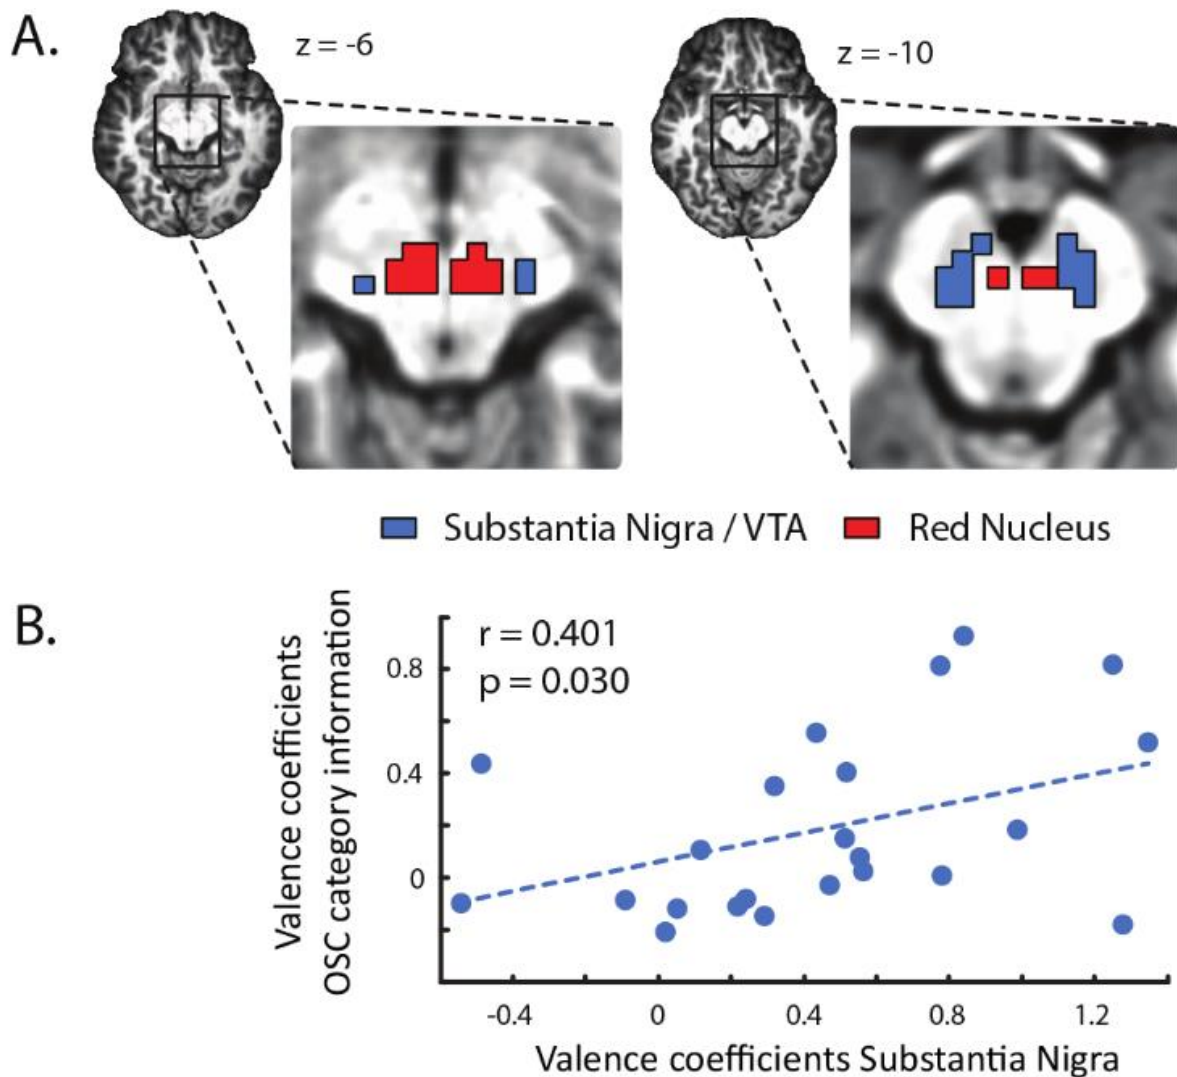 A.
z = -6
z = -10
Substantia Nigra / VTA
Red Nucleus
B.
Valence coefficients
OSC category information
r = 0.401
p = 0.030
0.8
0.4
0
-0.4
0
0.4
0.8
1.2
Valence coefficients Substantia Nigra